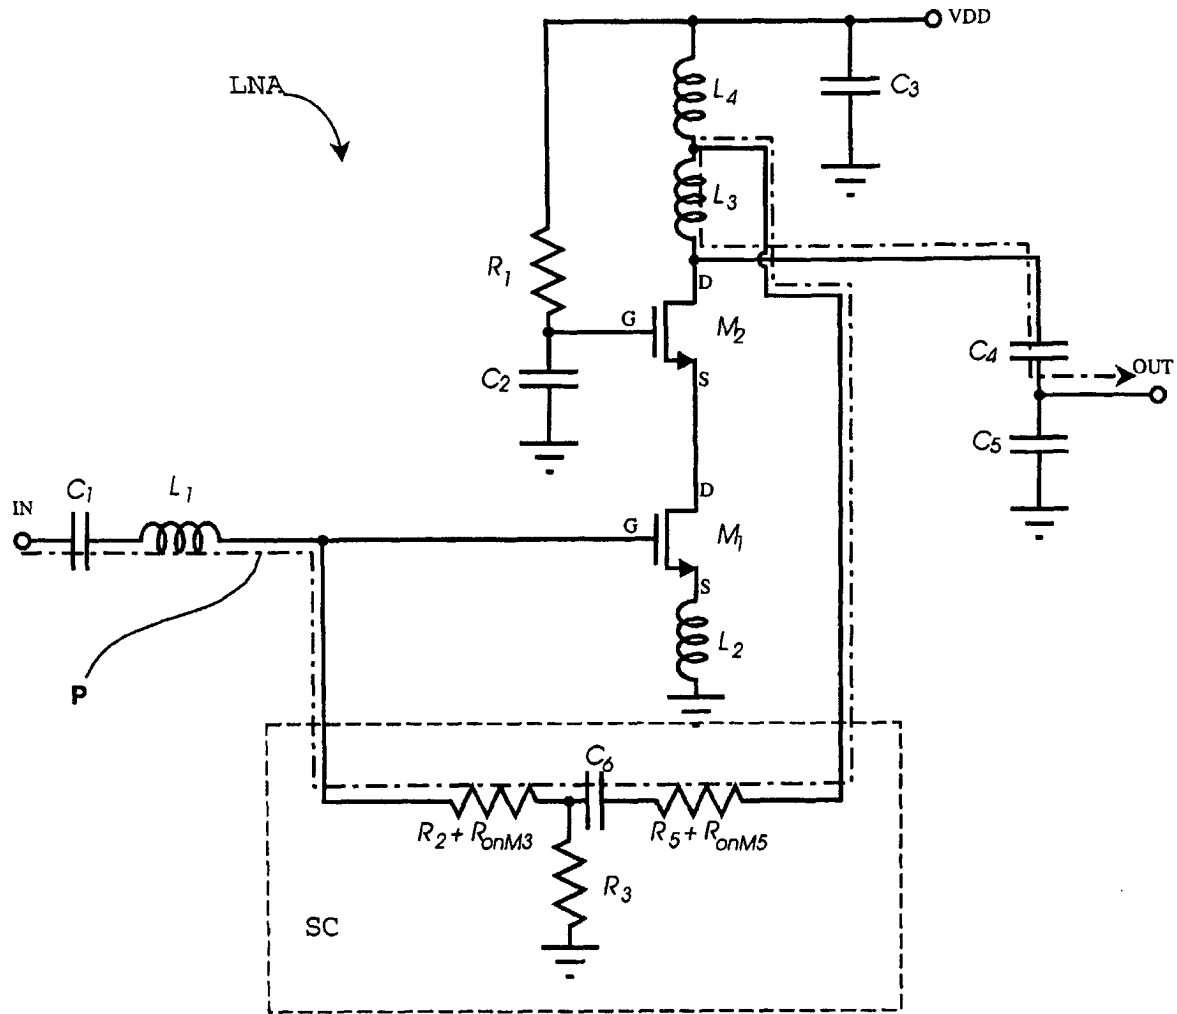 VDD
LNA
L4
C3
L3
R1
D
G
M2
C4
OUT
C2
S
C5
C1
L1
IN
D
G
M1
S
L2
P
C6
R2 + RonM3
R5 + RonM5
R3
SC